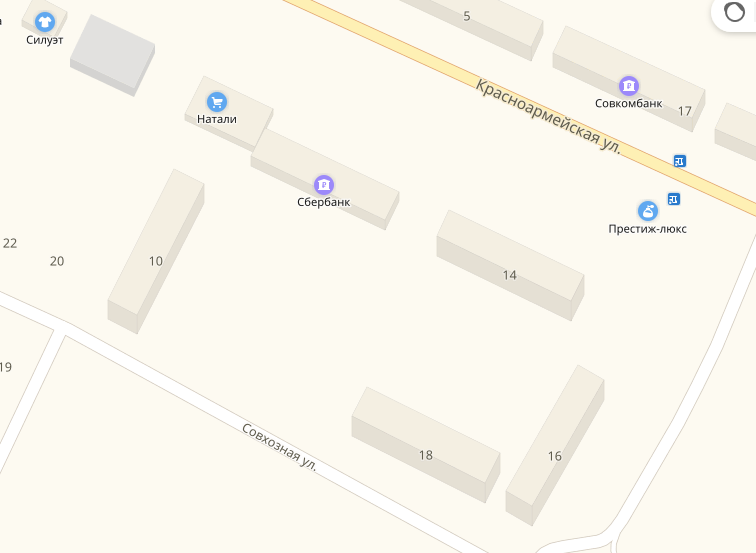 5
Силуэт
Красноармейская ул.
Совкомбанк
17
Натали
Сбербанк
Престиж-люкс
22
20
10
14
19
Совхозная ул.
18
16